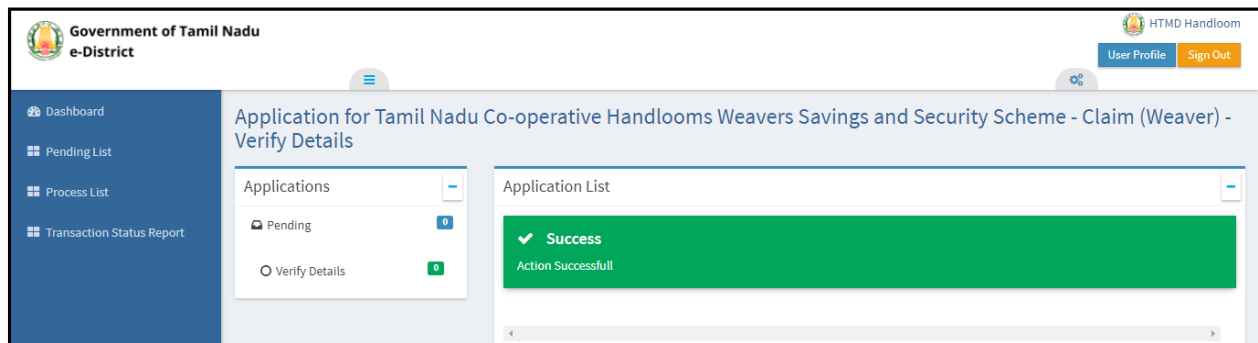 Government of Tamil Nadu
e-District
HTMD Handloom
User Profile
Sign Out
Dashboard
Pending List
Process List
Transaction Status Report
Application for Tamil Nadu Co-operative Handlooms Weavers Savings and Security Scheme - Claim (Weaver) -
Verify Details
Applications
Pending 0
Verify Details 0
Application List
Success
Action Successfull